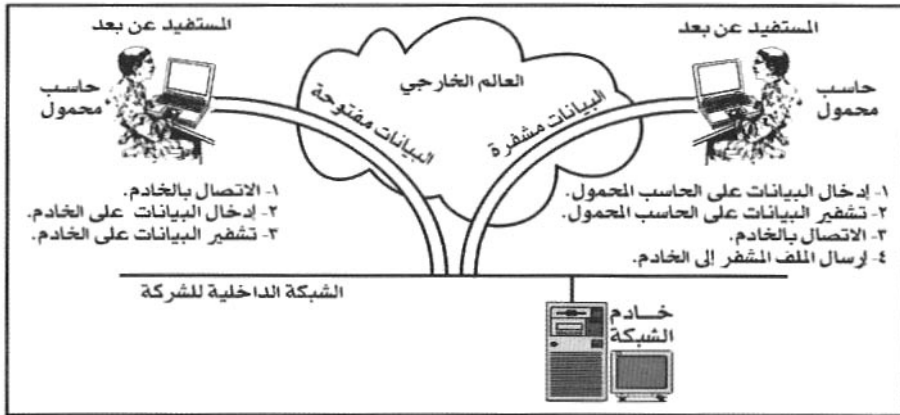 المستفيد عن بعد
حاسب
محمول
البيانات مشفرة
١- إدخال البيانات على الحاسب المحمول.
٢- تشفير البيانات على الحاسب المحمول.
٣- الاتصال بالخادم.
٤- إرسال الملف المشفر إلى الخادم.
العالم الخارجي
المستفيد عن بعد
حاسب
محمول
البيانات مفتوحة
١- الاتصال بالخادم.
٢- إدخال البيانات على الخادم.
٣- تشفير البيانات على الخادم.
الشبكة الداخلية للشركة
خادم
الشبكة